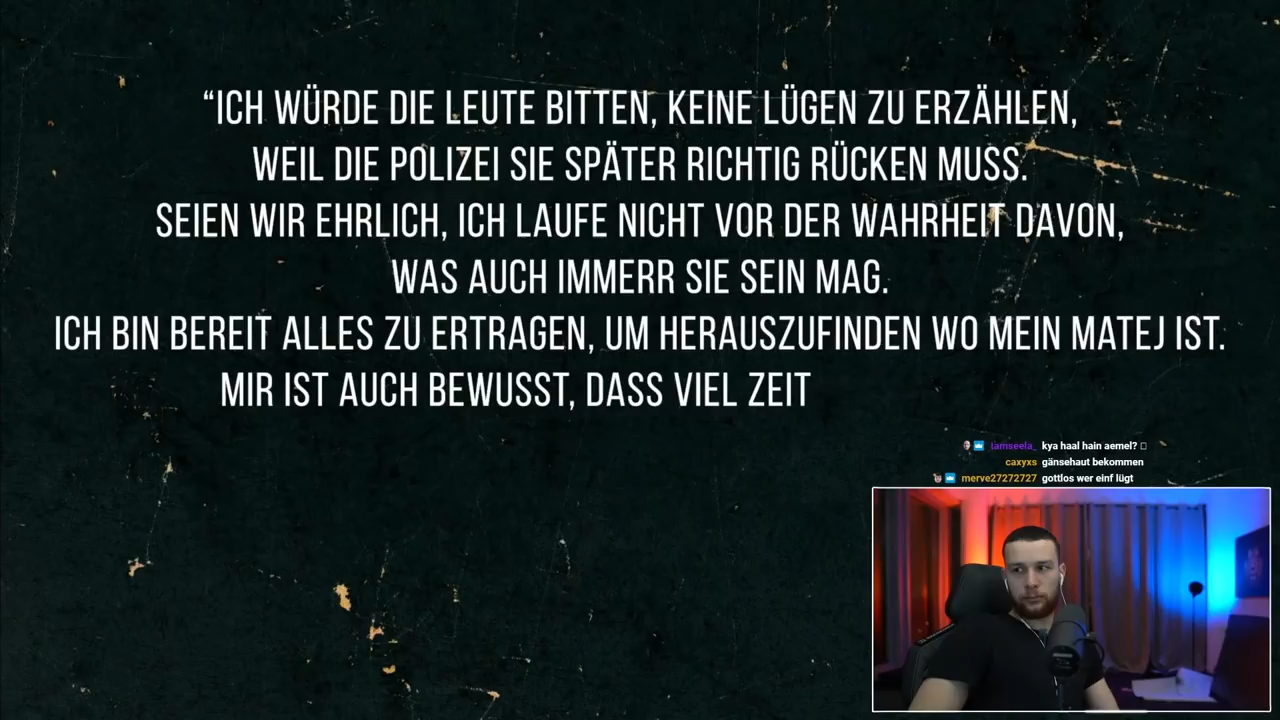 “ICH WÜRDE DIE LEUTE BITTEN, KEINE LÜGEN ZU ERZÄHLEN,
WEIL DIE POLIZEI SIE SPÄTER RICHTIG RÜCKEN MUSS.
SEIEN WIR EHRLICH, ICH LAUFE NICHT VOR DER WAHRHEIT DAVON,
WAS AUCH IMMERR SIE SEIN MAG.
ICH BIN BEREIT ALLES ZU ERTRAGEN, UM HERAUSZUFINDEN WO MEIN MATEJ IST.
MIR IST AUCH BEWUSST, DASS VIEL ZEIT
tamseela_ kya haal hain aemel?
caxyxs gänsehaut bekommen
merve27272727 gottlos wer einf lügt